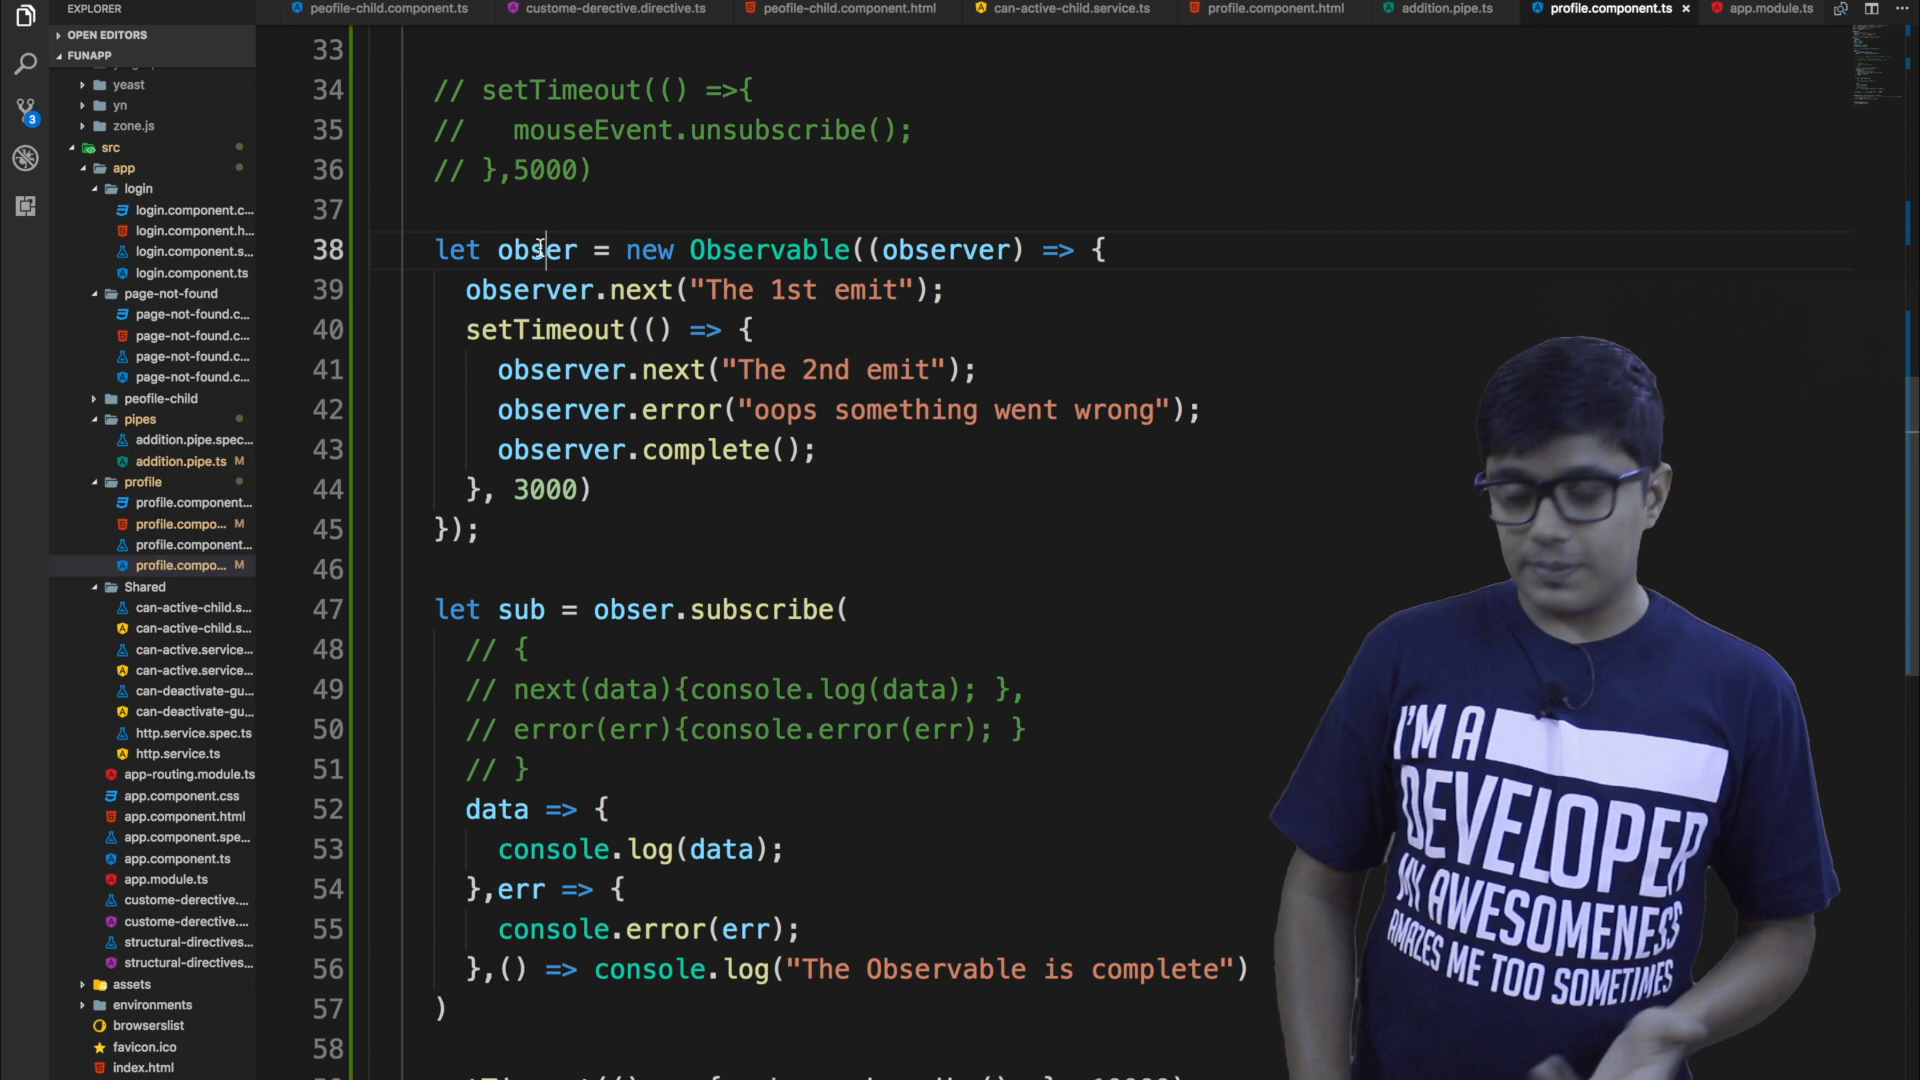 EXPLORER
peofile-child.component.ts
custome-derective.directive.ts
peofile-child.component.html
can-active-child.service.ts
profile.component.html
addition.pipe.ts
profile.component.ts
app.module.ts
OPEN EDITORS
FUNAPP
yeast
yn
zone.js
src
app
login
login.component.c...
login.component.h...
login.component.s...
login.component.ts
page-not-found
page-not-found.c...
page-not-found.c...
page-not-found.c...
page-not-found.c...
peofile-child
pipes
addition.pipe.spec...
addition.pipe.ts M
profile
profile.component...
profile.compo... M
profile.component...
profile.compo... M
Shared
can-active-child.s...
can-active-child.s...
can-active.service...
can-active.service...
can-deactivate-gu...
can-deactivate-gu...
http.service.spec.ts
http.service.ts
app-routing.module.ts
app.component.css
app.component.html
app.component.spe...
app.component.ts
app.module.ts
custome-derective....
custome-derective....
structural-directives...
structural-directives...
assets
environments
browserslist
favicon.ico
index.html
3
33
34 // setTimeout(() =>{
35 //   mouseEvent.unsubscribe();
36 // },5000)
37
38 let obser = new Observable((observer) => {
39 observer.next("The 1st emit");
40 setTimeout(() => {
41 observer.next("The 2nd emit");
42 observer.error("oops something went wrong");
43 observer.complete();
44 }, 3000)
45 });
46
47 let sub = obser.subscribe(
48 // {
49 // next(data){console.log(data); },
50 // error(err){console.error(err); }
51 // }
52 data => {
53 console.log(data);
54 },err => {
55 console.error(err);
56 },() => console.log("The Observable is complete")
57 )
58
I'M A
DEVELOPER
MY AWESOMENESS
AMAZES ME TOO SOMETIMES